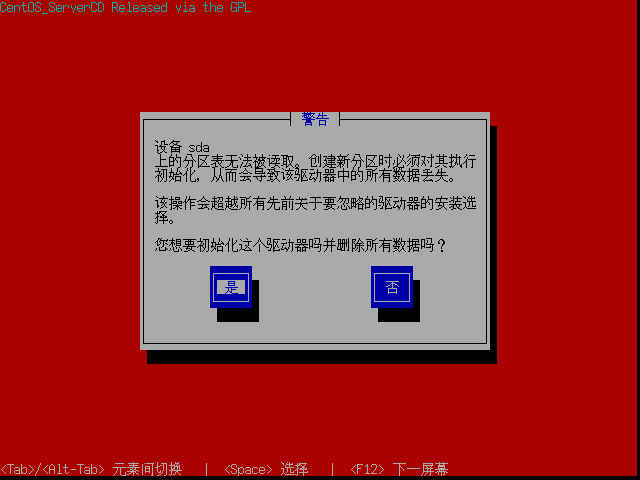 CentOS_ServerCD Released via the GPL
警告
设备 sda
上的分区表无法被读取。创建新分区时必须对其执行
初始化, 从而会导致该驱动器中的所有数据丢失。
该操作会超越所有先前关于要忽略的驱动器的安装选
择。
您想要初始化这个驱动器吗并删除所有数据吗？
是 否
<Tab>/<Alt-Tab> 元素间切换 | <Space> 选择 | <F12> 下一屏幕